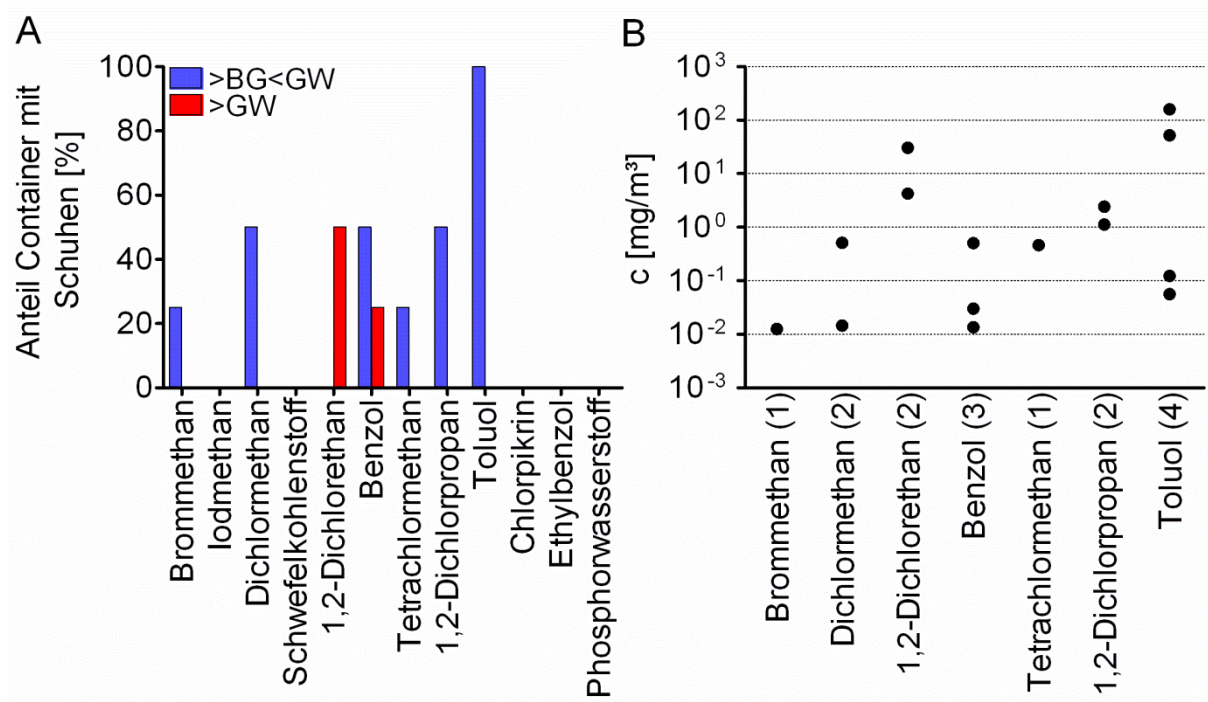 A
Anteil Container mit
Schuhen [%]
100
80
60
40
20
0
>BG<GW
>GW
Brommethan
Iodmethan
Dichlormethan
Schwefelkohlenstoff
1,2-Dichlorethan
Benzol
Tetrachlormethan
1,2-Dichlorpropan
Toluol
Chlorpikrin
Ethylbenzol
Phosphorwasserstoff
B
c [mg/m³]
10³
10²
10¹
10⁰
10⁻¹
10⁻²
10⁻³
Brommethan (1)
Dichlormethan (2)
1,2-Dichlorethan (2)
Benzol (3)
Tetrachlormethan (1)
1,2-Dichlorpropan (2)
Toluol (4)